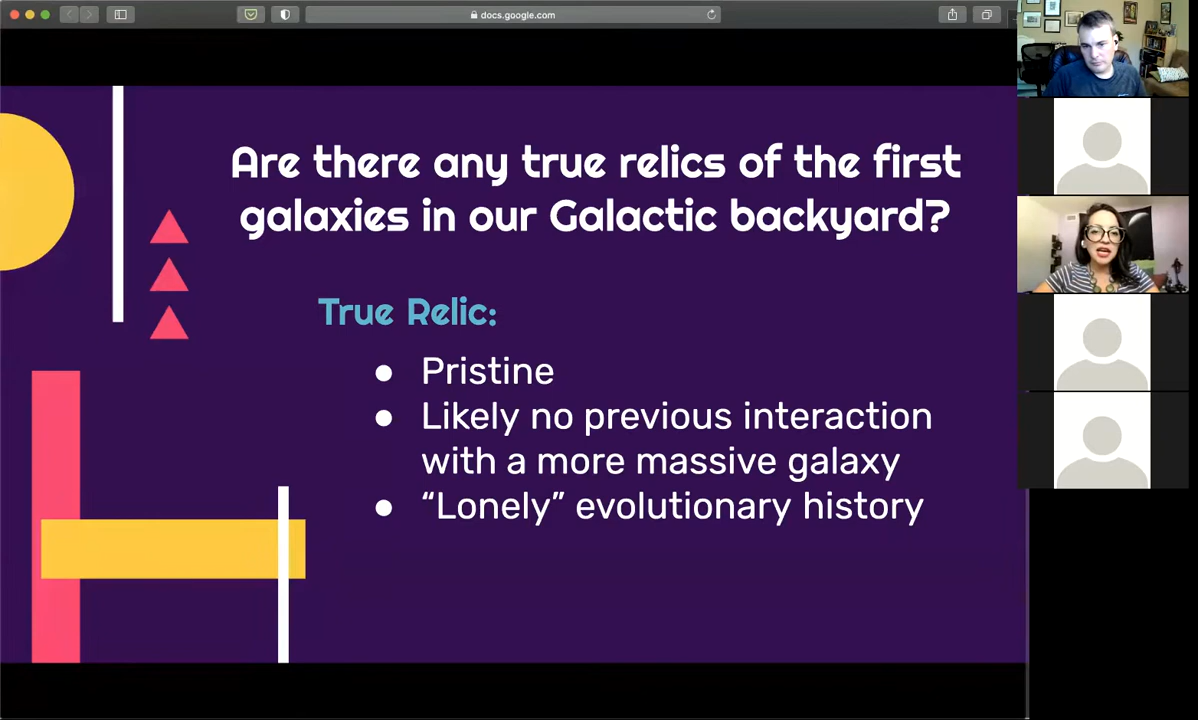 docs.google.com
Are there any true relics of the first
galaxies in our Galactic backyard?
True Relic:
● Pristine
● Likely no previous interaction
with a more massive galaxy
● “Lonely” evolutionary history